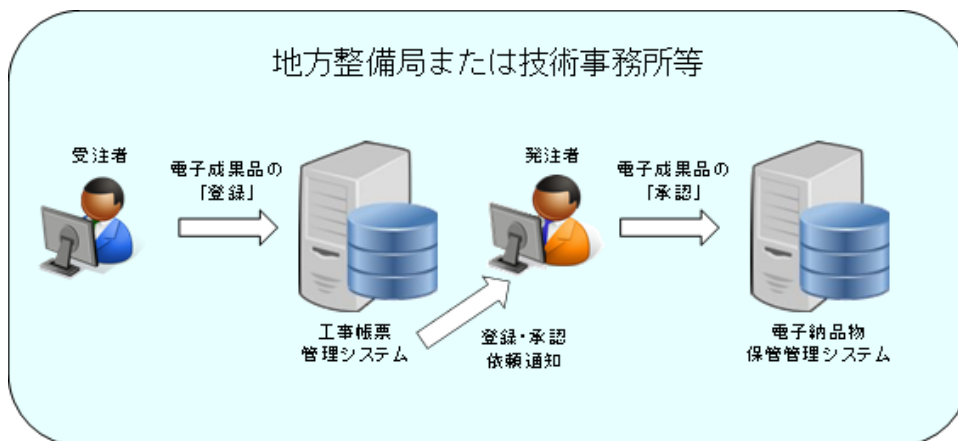 地方整備局または技術事務所等
受注者
電子成果品の
「登録」
発注者
電子成果品の
「承認」
工事帳票
管理システム
登録・承認
依頼通知
電子納品物
保管管理システム